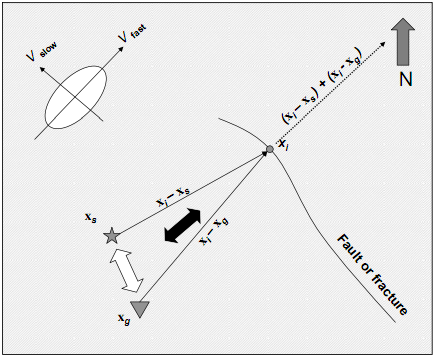 V slow
V fast
N
(x_i – x_s) + (x_i - x_g)
x_i
x_i – x_s
x_s
x_i – x_g
x_g
Fault or fracture